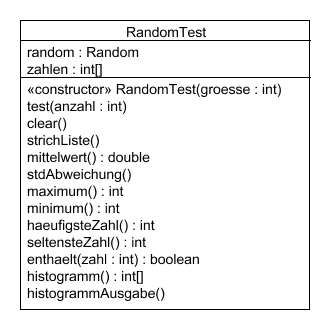 RandomTest
random : Random
zahlen : int[]
«constructor» RandomTest(groesse : int)
test(anzahl : int)
clear()
strichListe()
mittelwert() : double
stdAbweichung()
maximum() : int
minimum() : int
haeufigsteZahl() : int
seltensteZahl() : int
enthaelt(zahl : int) : boolean
histogramm() : int[]
histogrammAusgabe()